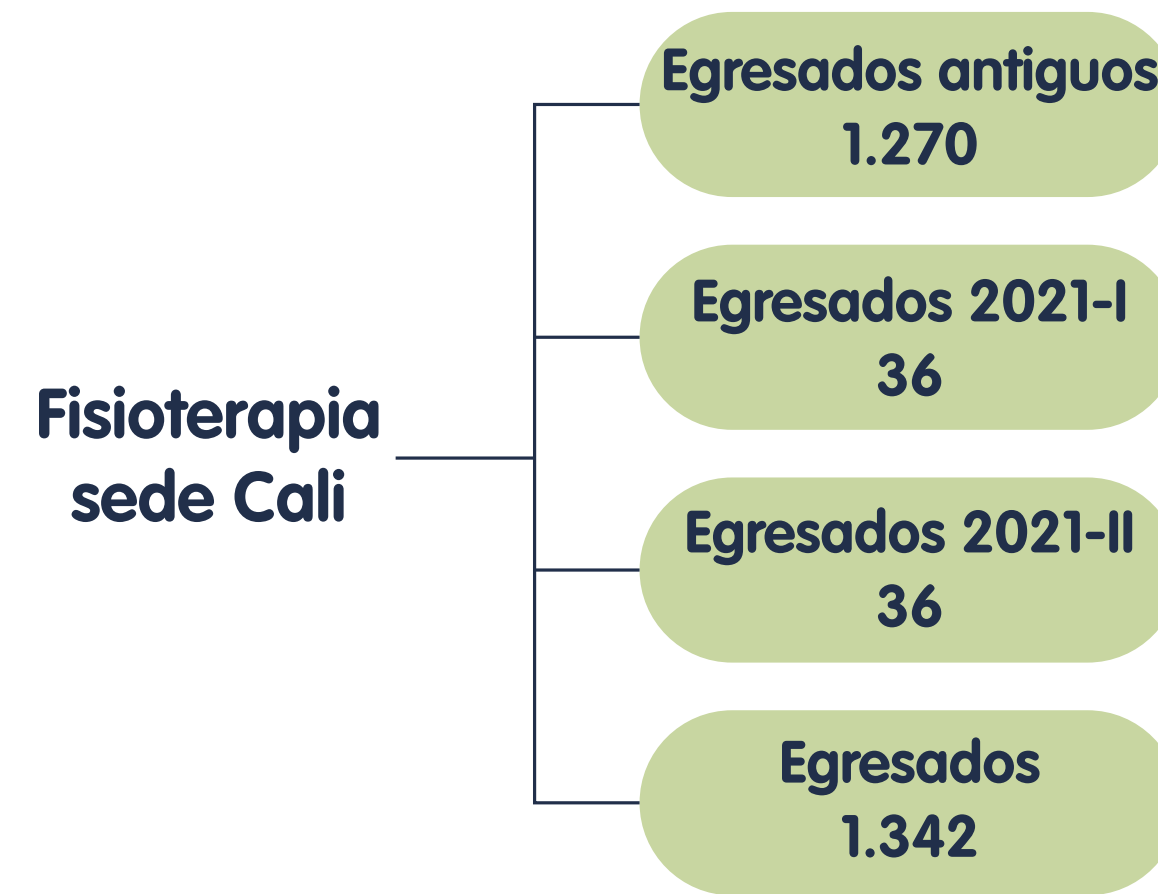 Fisioterapia
sede Cali
Egresados antiguos
1.270
Egresados 2021-I
36
Egresados 2021-II
36
Egresados
1.342